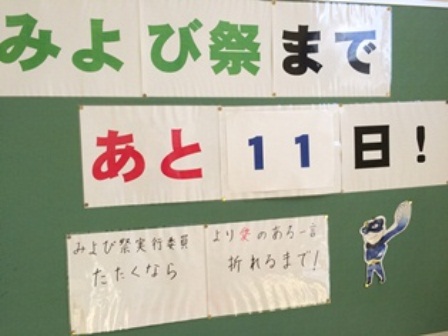 みよび祭まで
あと11日！
みよび祭実行委員
たたくなら
より愛のある一言
折れるまで！